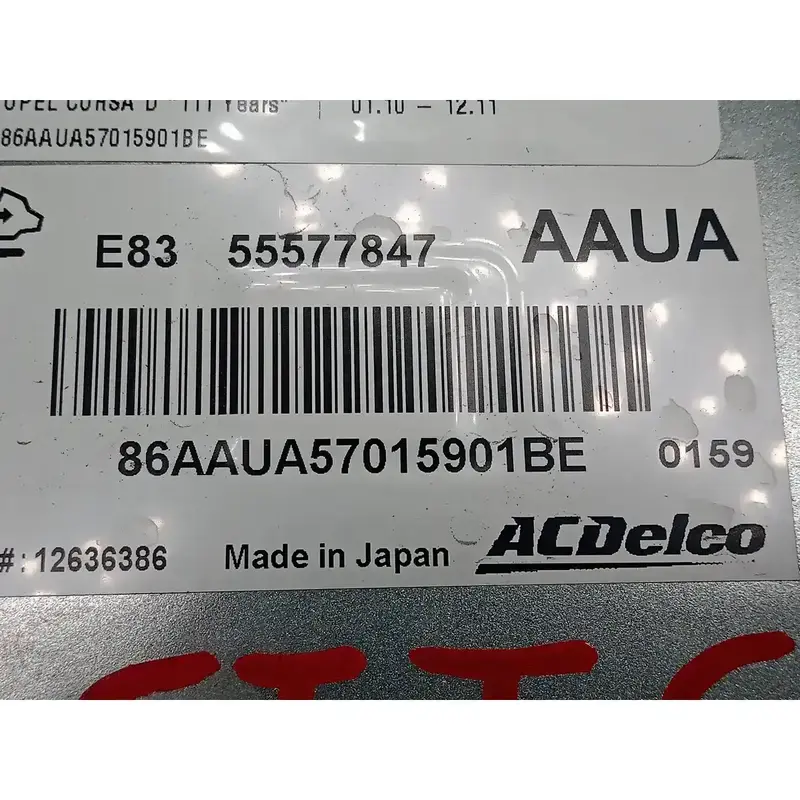 OPEL CORSA D "111 Years" 01.10 – 12.11
86AAUA57015901BE
E83 55577847 AAUA
86AAUA57015901BE 0159
#: 12636386 Made in Japan ACDelco